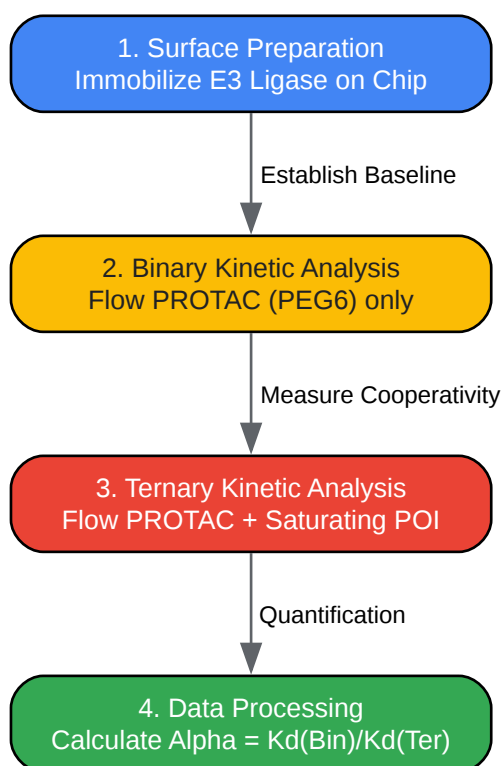 1. Surface Preparation
Immobilize E3 Ligase on Chip
Establish Baseline
2. Binary Kinetic Analysis
Flow PROTAC (PEG6) only
Measure Cooperativity
3. Ternary Kinetic Analysis
Flow PROTAC + Saturating POI
Quantification
4. Data Processing
Calculate Alpha = Kd(Bin)/Kd(Ter)